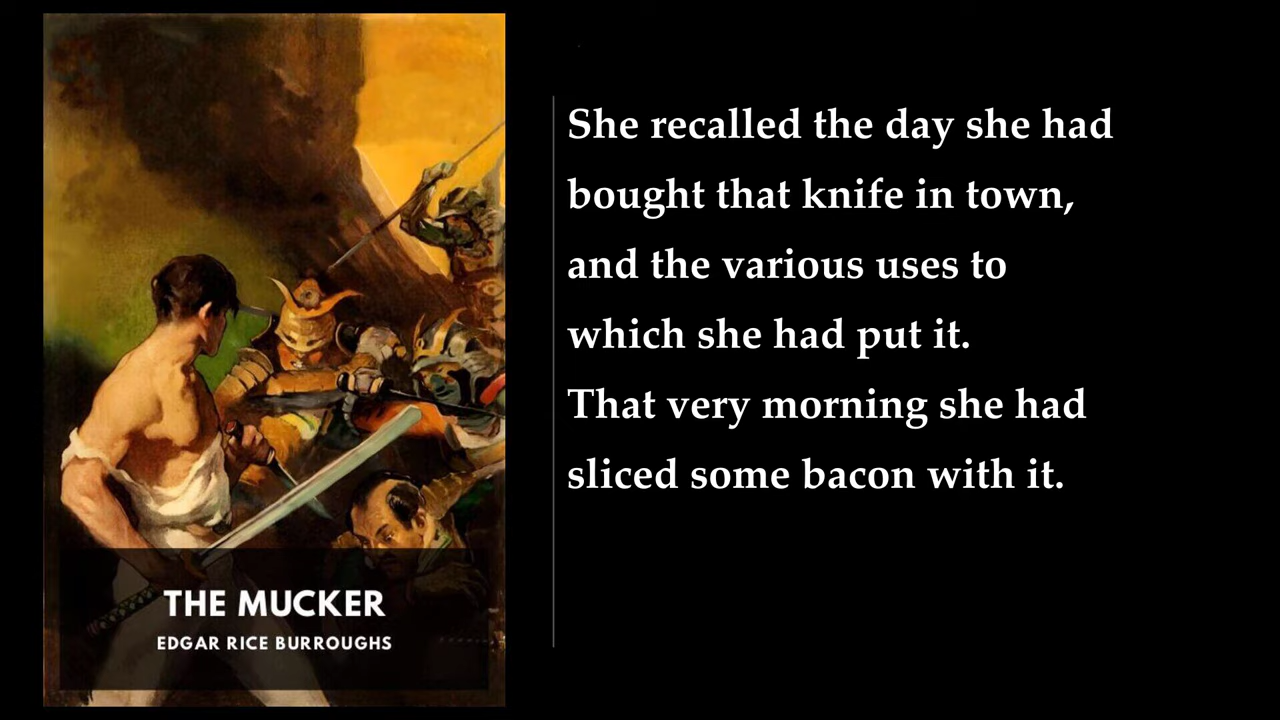 THE MUCKER
EDGAR RICE BURROUGHS
She recalled the day she had
bought that knife in town,
and the various uses to
which she had put it.
That very morning she had
sliced some bacon with it.